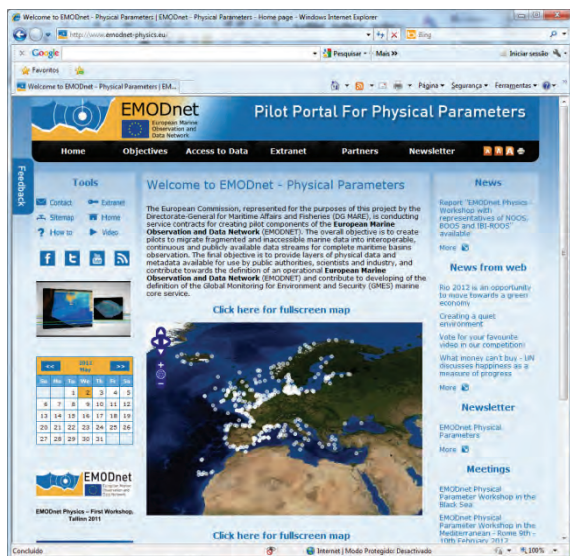 Welcome to EMODnet - Physical Parameters | EMODnet - Physical Parameters - Home page - Windows Internet Explorer
http://www.emodnet-physics.eu/
Bing
Google
Pesquisar
Mais >>
Iniciar sessão
Favoritos
Welcome to EMODnet - Physical Parameters | EM...
Página
Segurança
Ferramentas
EMODnet
European Marine
Observation and
Data Network
Pilot Portal For Physical Parameters
Home Objectives Access to Data Extranet Partners Newsletter
Feedback
Tools
Contact Extranet
Sitemap Home
How to Video
2012
May
<< >>
Su Mo Tu We Th Fr Sa
1 2 3 4 5
6 7 8 9 10 11 12
13 14 15 16 17 18 19
20 21 22 23 24 25 26
27 28 29 30 31
EMODnet
EMODnet Physics – First Workshop,
Tallinn 2011
Welcome to EMODnet - Physical Parameters
The European Commission, represented for the purposes of this project by the
Directorate-General for Maritime Affairs and Fisheries (DG MARE), is conducting
service contracts for creating pilot components of the European Marine
Observation and Data Network (EMODNET). The overall objective is to create
pilots to migrate fragmented and inaccessible marine data into interoperable,
continuous and publicly available data streams for complete maritime basins
observation. The final objective is to provide layers of physical data and
metadata available for use by public authorities, scientists and industry, and
contribute towards the definition of an operational European Marine
Observation and Data Network (EMODNET) and contribute to developing of the
definition of the Global Monitoring for Environment and Security (GMES) marine
core service.
Click here for fullscreen map
Click here for fullscreen map
News
Report "EMODnet Physics -
Workshop with
representatives of NOOS,
BOOS and IBI-ROOS"
available
More
News from web
Rio 2012 is an opportunity
to move towards a green
economy
Creating a quiet
environment
Vote for your favourite
video in our competition!
What money can't buy - UN
discusses happiness as a
measure of progress
More
Newsletter
EMODnet Physical
Parameters
More
Meetings
EMODnet Physical
Parameter Workshop in the
Black Sea
EMODnet Physical
Parameter Workshop in the
Mediterranean - Rome 9th -
10th February 2012
Concluído
Internet | Modo Protegido: Desactivado
100%